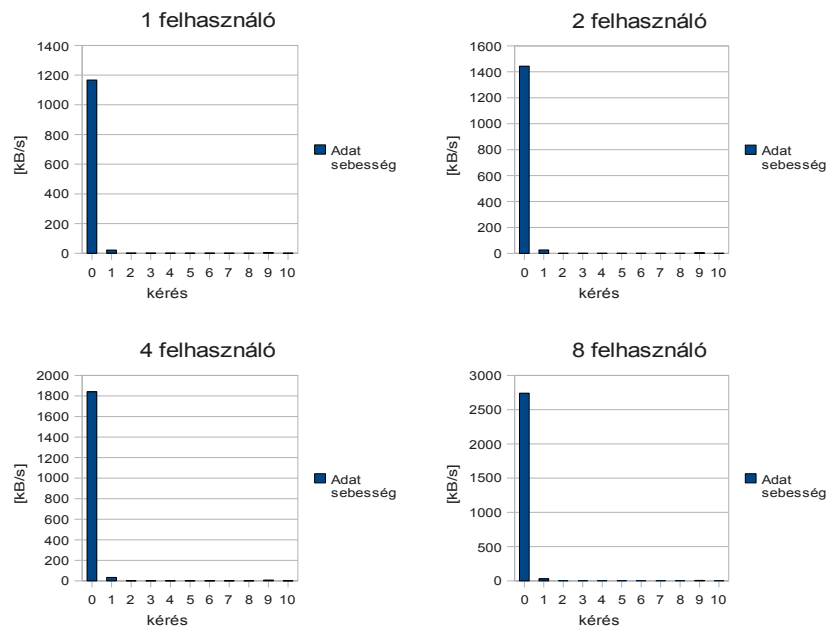 1 felhasználó
1400
1200
1000
800
600
400
200
0
[kB/s]
0 1 2 3 4 5 6 7 8 9 10
kérés
Adat
sebesség
2 felhasználó
1600
1400
1200
1000
800
600
400
200
0
[kB/s]
0 1 2 3 4 5 6 7 8 9 10
kérés
Adat
sebesség
4 felhasználó
2000
1800
1600
1400
1200
1000
800
600
400
200
0
[kB/s]
0 1 2 3 4 5 6 7 8 9 10
kérés
Adat
sebesség
8 felhasználó
3000
2500
2000
1500
1000
500
0
[kB/s]
0 1 2 3 4 5 6 7 8 9 10
kérés
Adat
sebesség